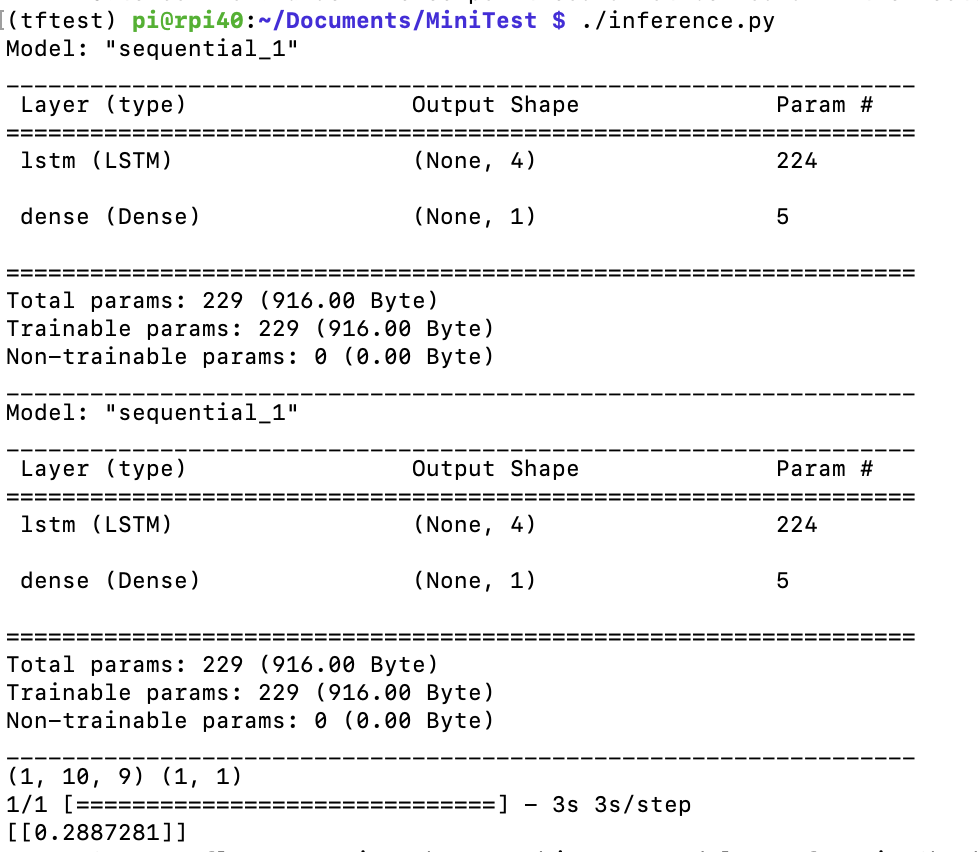 (tftest) pi@rpi40:~/Documents/MiniTest $ ./inference.py
Model: "sequential_1"
_________________________________________________________________
Layer (type)                Output Shape              Param #
=================================================================
lstm (LSTM)                 (None, 4)                 224
dense (Dense)               (None, 1)                 5
=================================================================
Total params: 229 (916.00 Byte)
Trainable params: 229 (916.00 Byte)
Non-trainable params: 0 (0.00 Byte)
_________________________________________________________________
Model: "sequential_1"
_________________________________________________________________
Layer (type)                Output Shape              Param #
=================================================================
lstm (LSTM)                 (None, 4)                 224
dense (Dense)               (None, 1)                 5
=================================================================
Total params: 229 (916.00 Byte)
Trainable params: 229 (916.00 Byte)
Non-trainable params: 0 (0.00 Byte)
_________________________________________________________________
(1, 10, 9) (1, 1)
1/1 [==============================] - 3s 3s/step
[[0.2887281]]